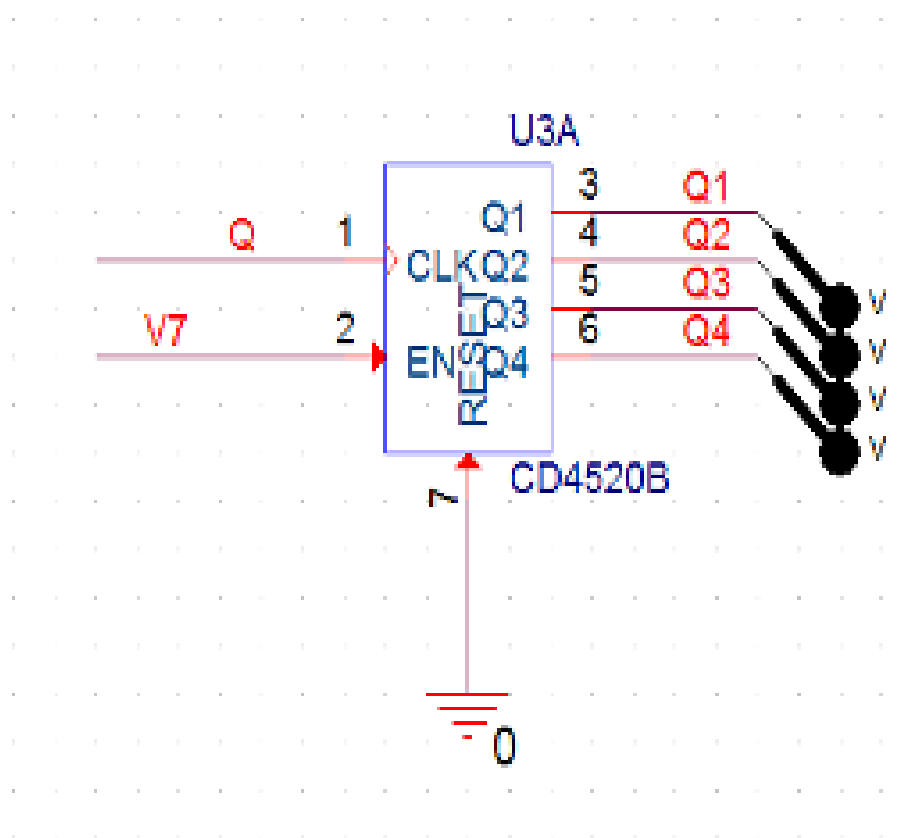 U3A
3 Q1
Q 1 Q1 4 Q2
CLK Q2 5 Q3
V7 2 Q3 6 Q4
EN RESET Q4
V
V
V
V
7 CD4520B
0